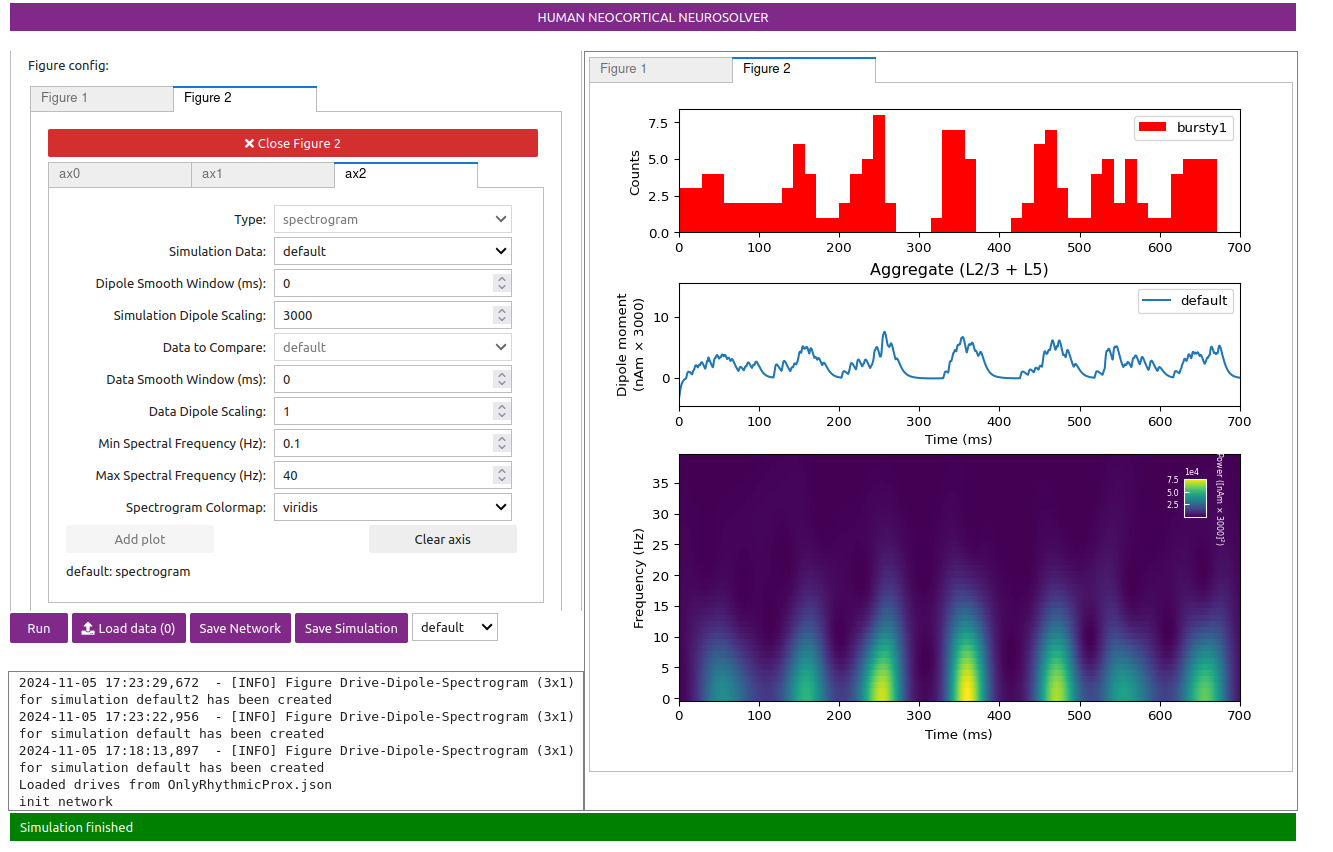 HUMAN NEOCORTICAL NEUROSOLVER
Figure config:
Figure 1
Figure 2
Close Figure 2
ax0
ax1
ax2
Type:
spectrogram
Simulation Data:
default
Dipole Smooth Window (ms):
0
Simulation Dipole Scaling:
3000
Data to Compare:
default
Data Smooth Window (ms):
0
Data Dipole Scaling:
1
Min Spectral Frequency (Hz):
0.1
Max Spectral Frequency (Hz):
40
Spectrogram Colormap:
viridis
Add plot
Clear axis
default: spectrogram
Run
Load data (0)
Save Network
Save Simulation
default
2024-11-05 17:23:29,672  - [INFO] Figure Drive-Dipole-Spectrogram (3x1)
for simulation default2 has been created
2024-11-05 17:23:22,956  - [INFO] Figure Drive-Dipole-Spectrogram (3x1)
for simulation default has been created
2024-11-05 17:18:13,897  - [INFO] Figure Drive-Dipole-Spectrogram (3x1)
for simulation default has been created
Loaded drives from OnlyRhythmicProx.json
init network
Figure 1
Figure 2
Counts
7.5
5.0
2.5
0.0
bursty1
0 100 200 300 400 500 600 700
Aggregate (L2/3 + L5)
Dipole moment
(nAm × 3000)
10
0
default
0 100 200 300 400 500 600 700
Time (ms)
Frequency (Hz)
35
30
25
20
15
10
5
0
1e4
7.5
5.0
2.5
Power ([nAm × 3000]²)
0 100 200 300 400 500 600 700
Time (ms)
Simulation finished